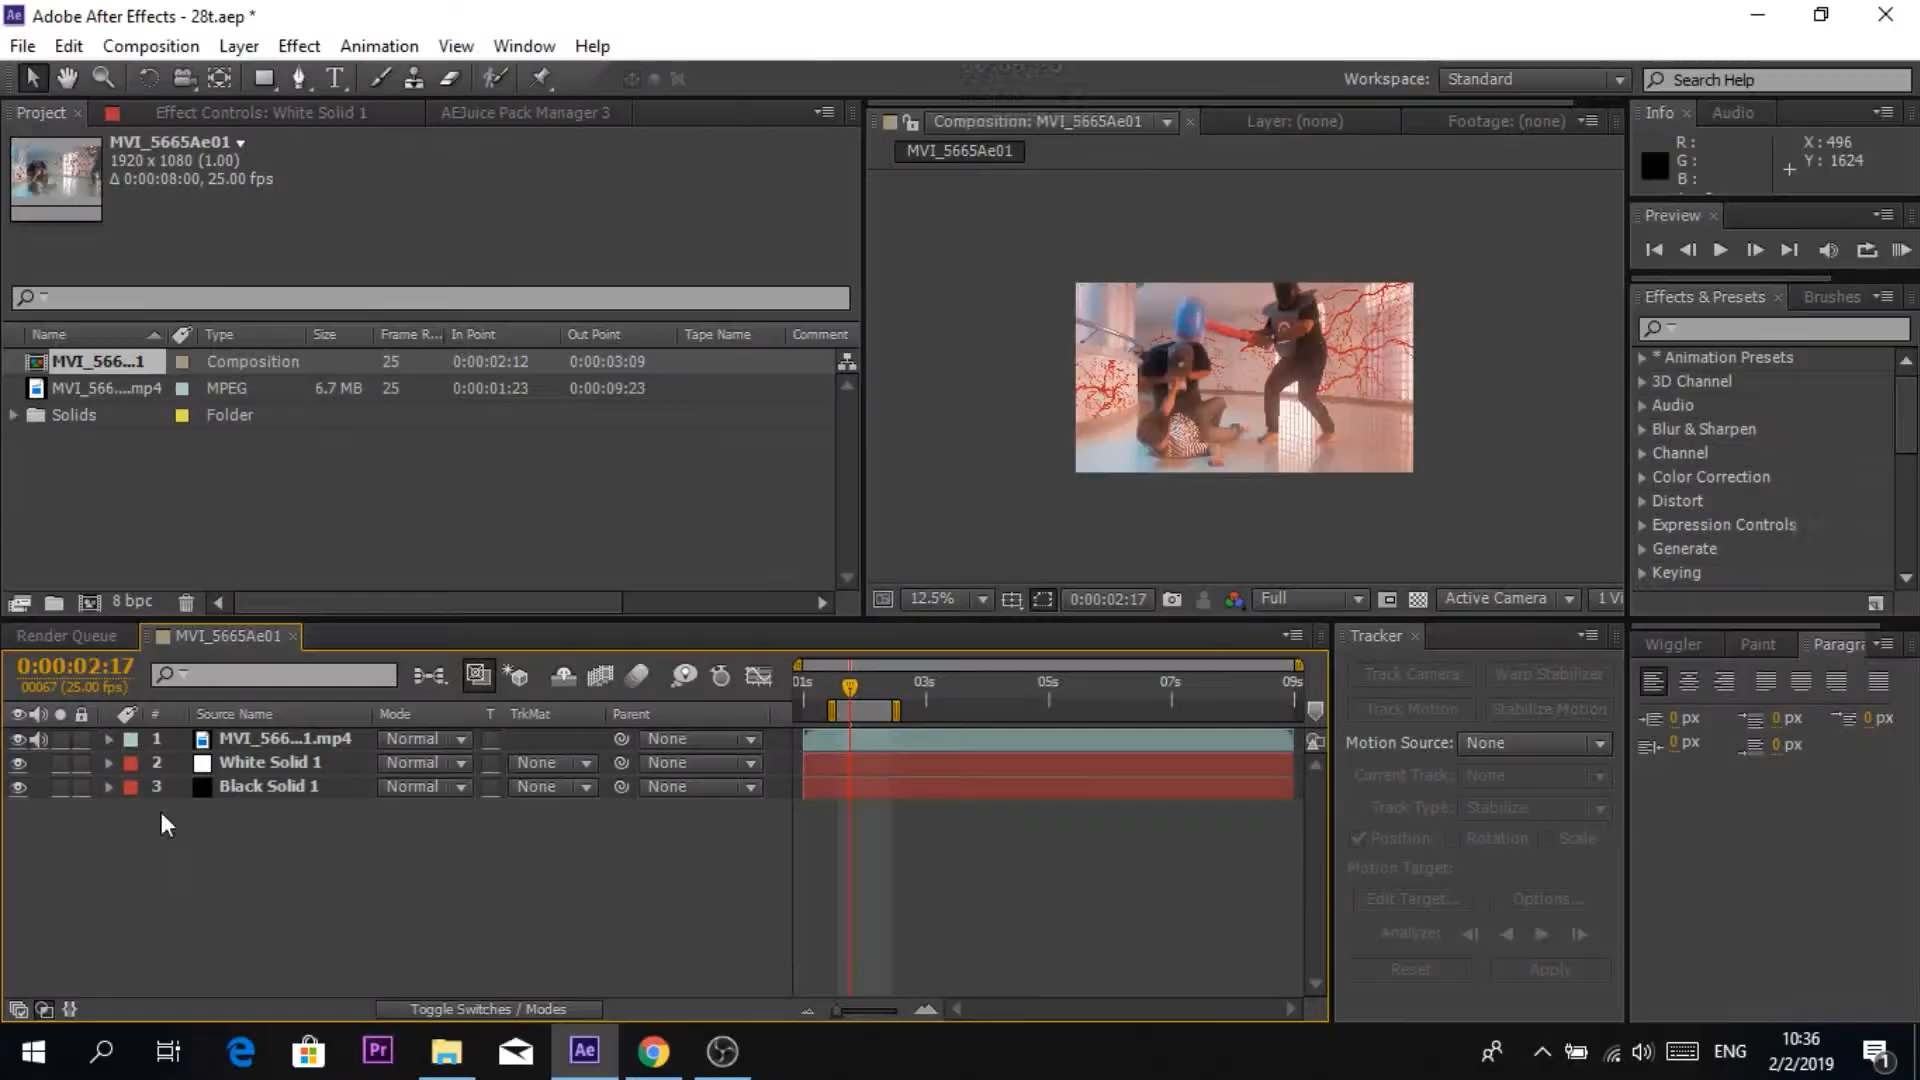 Ae Adobe After Effects - 28t.aep *
File Edit Composition Layer Effect Animation View Window Help
Workspace: Standard Search Help
Project × Effect Controls: White Solid 1 AEJuice Pack Manager 3
MVI_5665Ae01
1920 x 1080 (1.00)
Δ 0:00:08:00, 25.00 fps
Name Type Size Frame R... In Point Out Point Tape Name Comment
MVI_566...1 Composition 25 0:00:02:12 0:00:03:09
MVI_566....mp4 MPEG 6.7 MB 25 0:00:01:23 0:00:09:23
Solids Folder
8 bpc
Composition: MVI_5665Ae01 × Layer: (none) Footage: (none)
MVI_5665Ae01
12.5% 0:00:02:17 Full Active Camera 1 Vi
Info × Audio
R: X: 496
G: Y: 1624
B:
Preview ×
Effects & Presets × Brushes
* Animation Presets
3D Channel
Audio
Blur & Sharpen
Channel
Color Correction
Distort
Expression Controls
Generate
Keying
Render Queue MVI_5665Ae01 ×
0:00:02:17
00067 (25.00 fps)
# Source Name Mode T TrkMat Parent
01s 03s 05s 07s 09s
1 MVI_566...1.mp4 Normal None
2 White Solid 1 Normal None None
3 Black Solid 1 Normal None None
Toggle Switches / Modes
Tracker ×
Track Camera Warp Stabilizer
Track Motion Stabilize Motion
Motion Source: None
Current Track: None
Track Type: Stabilize
Position Rotation Scale
Motion Target:
Edit Target... Options...
Analyze:
Reset Apply
Wiggler Paint Paragra
0 px 0 px 0 px
0 px 0 px
Pr Ae
ENG
10:36
2/2/2019
1